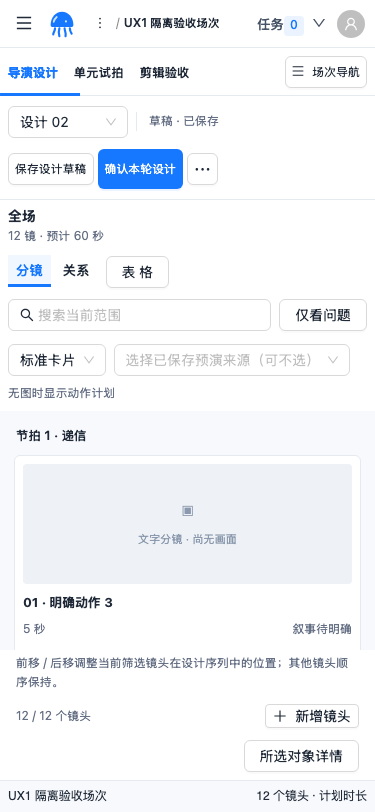 / UX1 隔离验收场次
任务 0
导演设计 单元试拍 剪辑验收
场次导航
设计 02
草稿 · 已保存
保存设计草稿 确认本轮设计
全场
12 镜 · 预计 60 秒
分镜 关系 表 格
搜索当前范围
仅看问题
标准卡片
选择已保存预演来源（可不选）
无图时显示动作计划
节拍 1 · 递信
文字分镜 · 尚无画面
01 · 明确动作 3
5 秒 叙事待明确
前移 / 后移调整当前筛选镜头在设计序列中的位置；其他镜头顺
序保持。
12 / 12 个镜头
新增镜头
所选对象详情
UX1 隔离验收场次
12 个镜头 · 计划时长